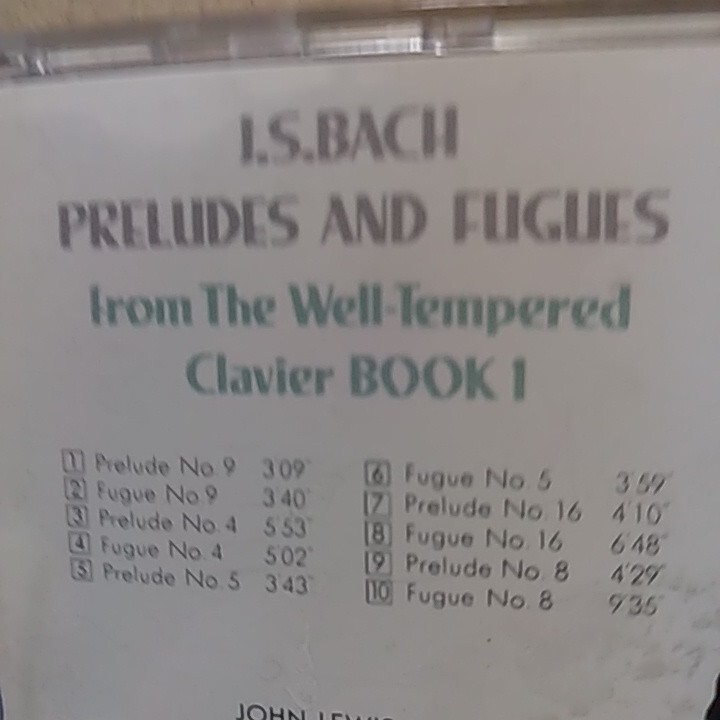 J.S.BACH
PRELUDES AND FUGUES
from The Well-Tempered
Clavier BOOK 1
1 Prelude No. 9 3'09"
2 Fugue No. 9 3'40"
3 Prelude No. 4 5'53"
4 Fugue No. 4 5'02"
5 Prelude No. 5 3'43"
6 Fugue No. 5 3'59"
7 Prelude No. 16 4'10"
8 Fugue No. 16 6'48"
9 Prelude No. 8 4'29"
10 Fugue No. 8 9'35"
JOHN LEWIS